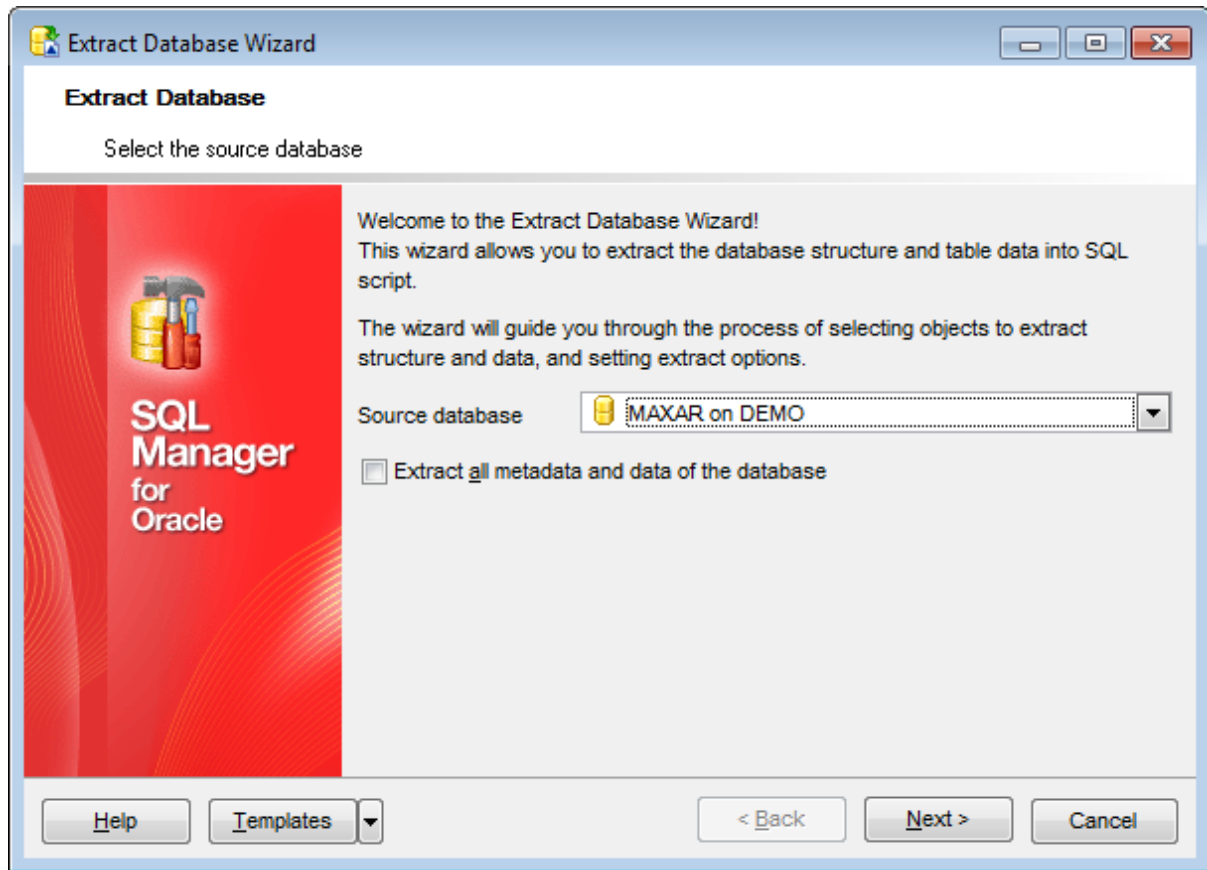 Extract Database Wizard
Extract Database
Select the source database
Welcome to the Extract Database Wizard!
This wizard allows you to extract the database structure and table data into SQL
script.
The wizard will guide you through the process of selecting objects to extract
structure and data, and setting extract options.
Source database MAXAR on DEMO
Extract all metadata and data of the database
SQL
Manager
for
Oracle
Help Templates < Back Next > Cancel